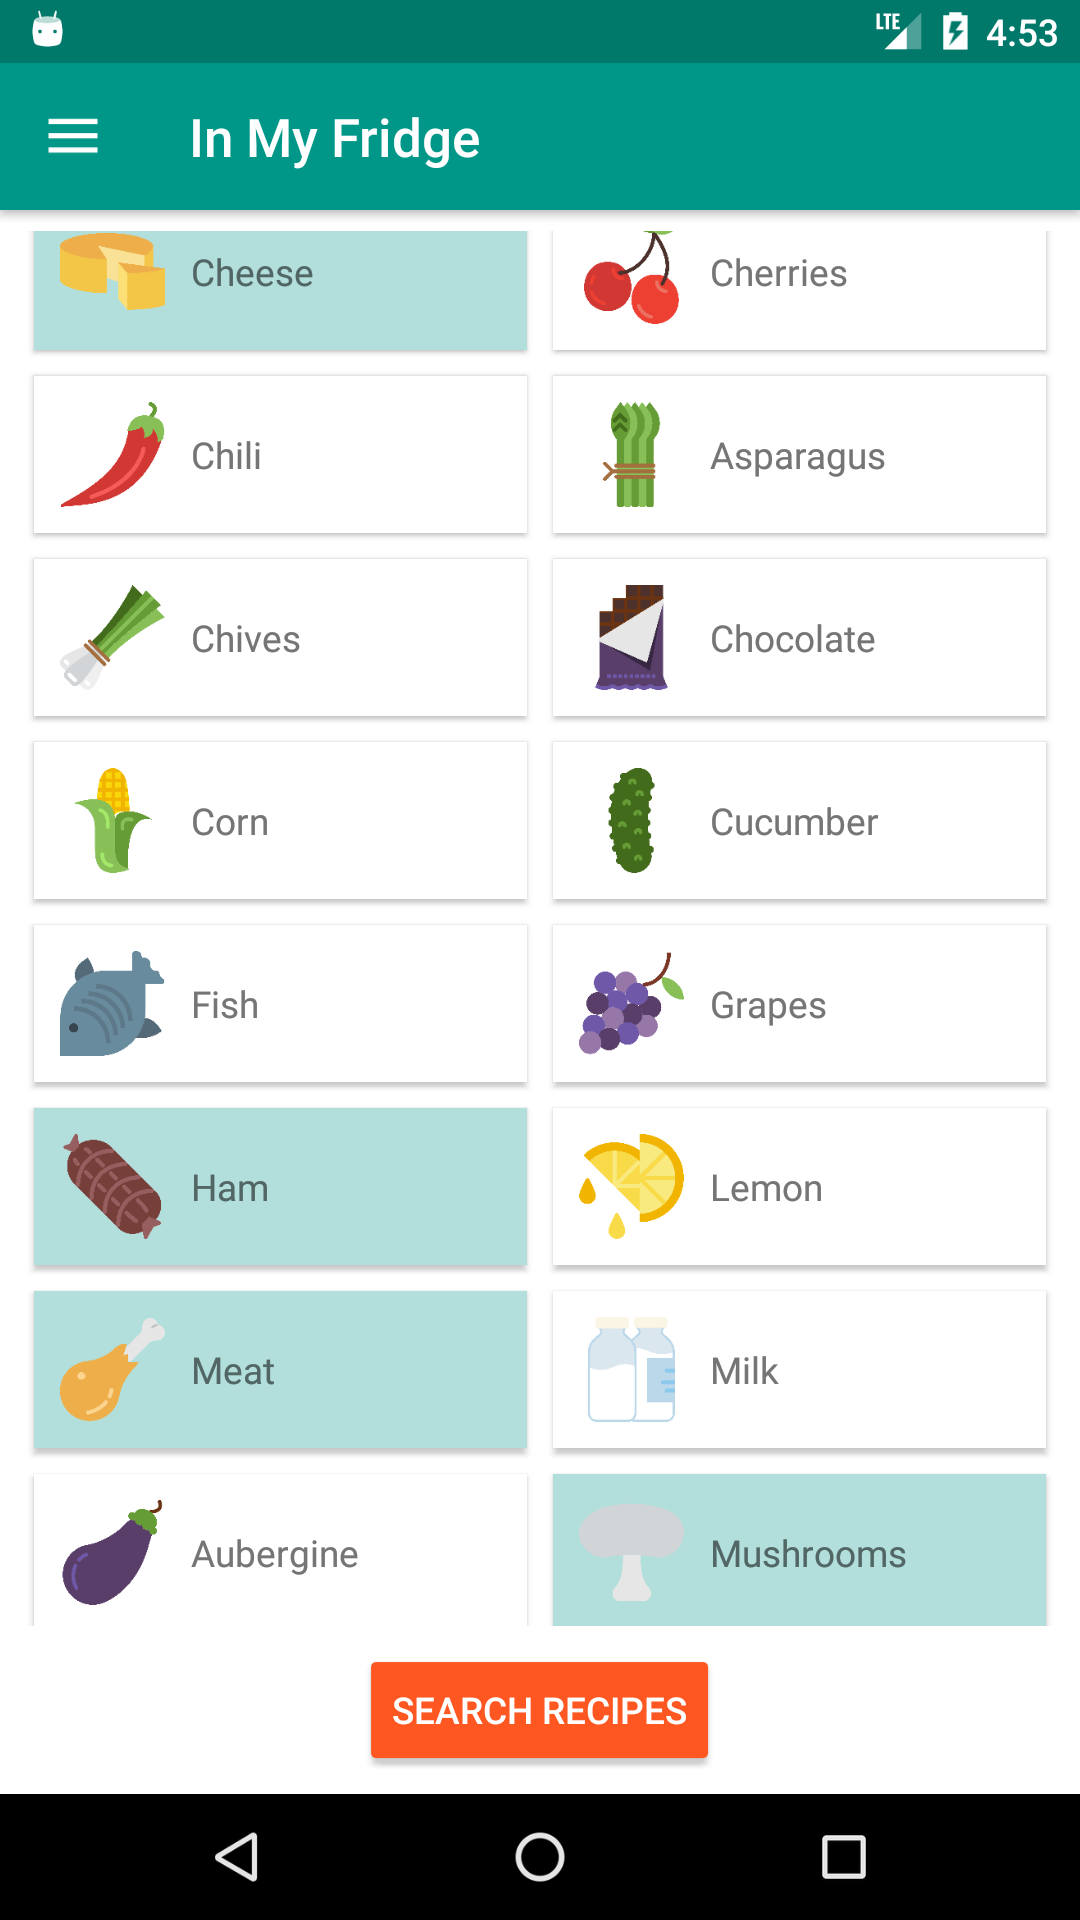 LTE 4:53
In My Fridge
Cheese
Cherries
Chili
Asparagus
Chives
Chocolate
Corn
Cucumber
Fish
Grapes
Ham
Lemon
Meat
Milk
Aubergine
Mushrooms
SEARCH RECIPES